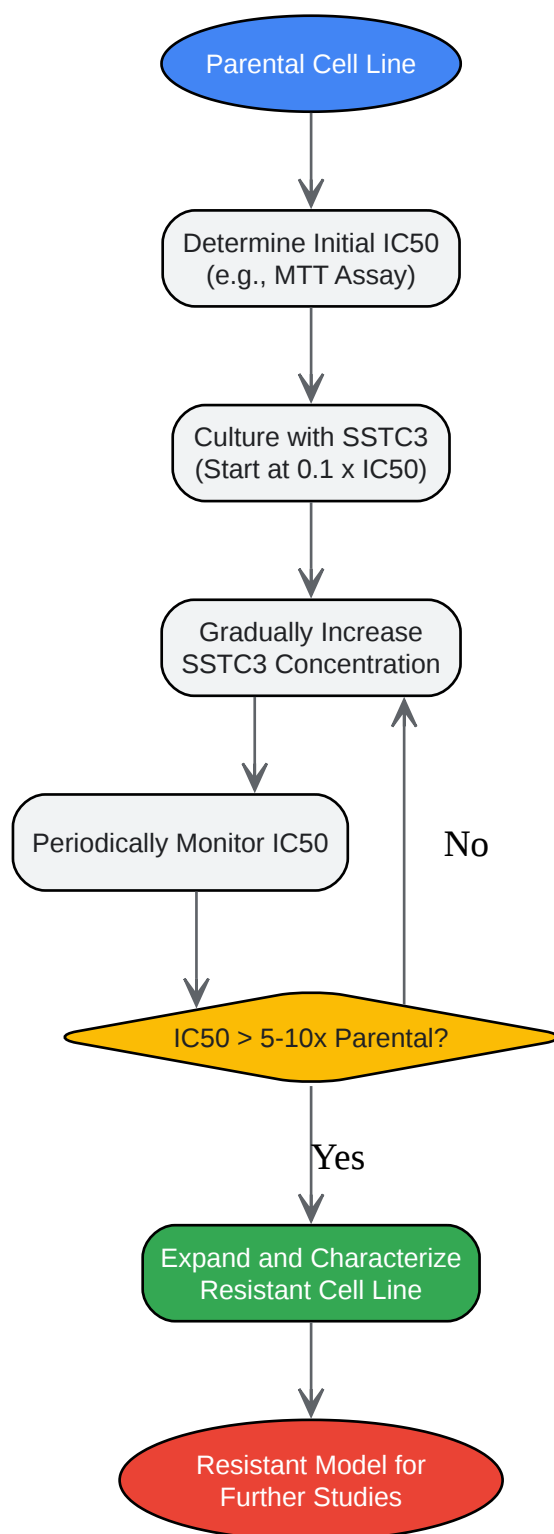 Parental Cell Line
Determine Initial IC50
(e.g., MTT Assay)
Culture with SSTC3
(Start at 0.1 x IC50)
Gradually Increase
SSTC3 Concentration
Periodically Monitor IC50
No
IC50 > 5-10x Parental?
Yes
Expand and Characterize
Resistant Cell Line
Resistant Model for
Further Studies